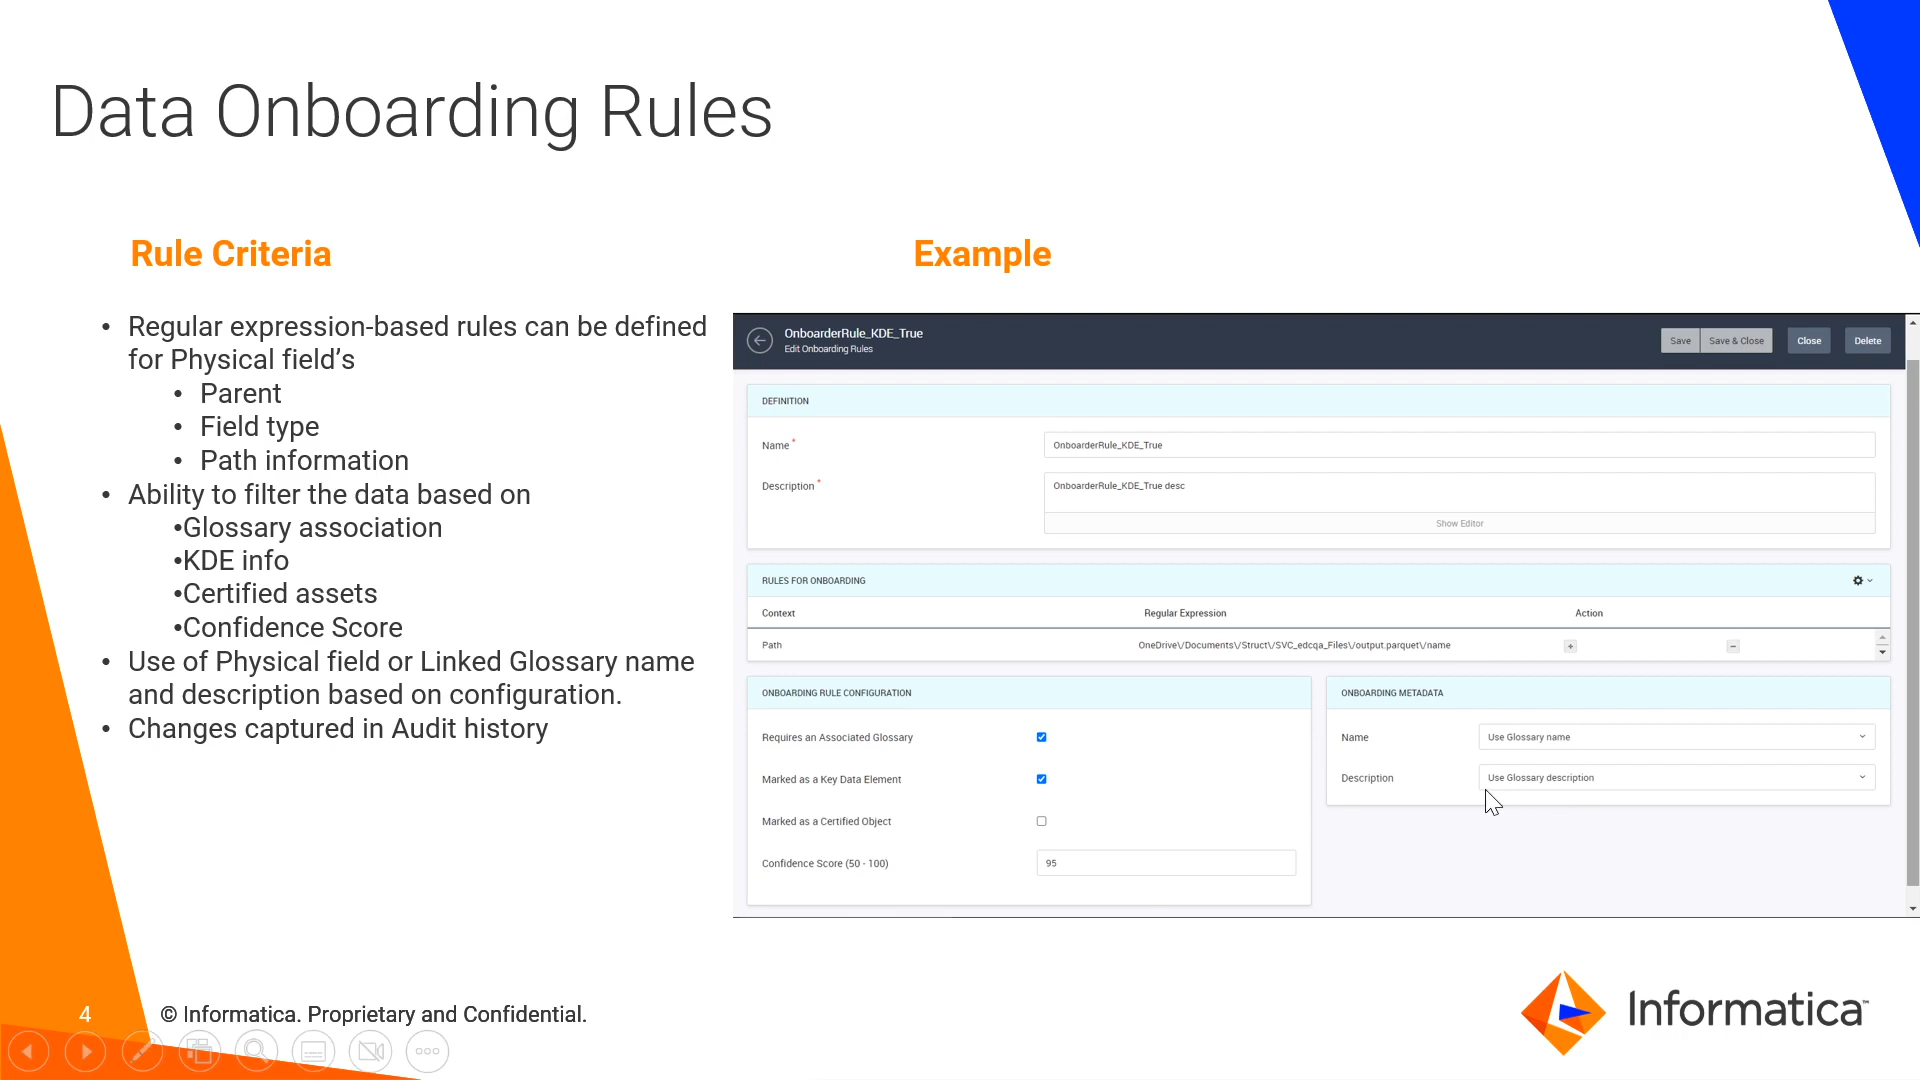 Data Onboarding Rules
Rule Criteria
• Regular expression-based rules can be defined
for Physical field’s
• Parent
• Field type
• Path information
• Ability to filter the data based on
•Glossary association
•KDE info
•Certified assets
•Confidence Score
• Use of Physical field or Linked Glossary name
and description based on configuration.
• Changes captured in Audit history
Example
OnboarderRule_KDE_True
Edit Onboarding Rules
Save Save & Close Close Delete
DEFINITION
Name * OnboarderRule_KDE_True
Description * OnboarderRule_KDE_True desc
Show Editor
RULES FOR ONBOARDING
Context Regular Expression Action
Path OneDrive\/Documents\/Struct\/SVC_edcqa_Files\/output.parquet\/name + −
ONBOARDING RULE CONFIGURATION
Requires an Associated Glossary
Marked as a Key Data Element
Marked as a Certified Object
Confidence Score (50 - 100) 95
ONBOARDING METADATA
Name Use Glossary name
Description Use Glossary description
4 © Informatica. Proprietary and Confidential.
Informatica™